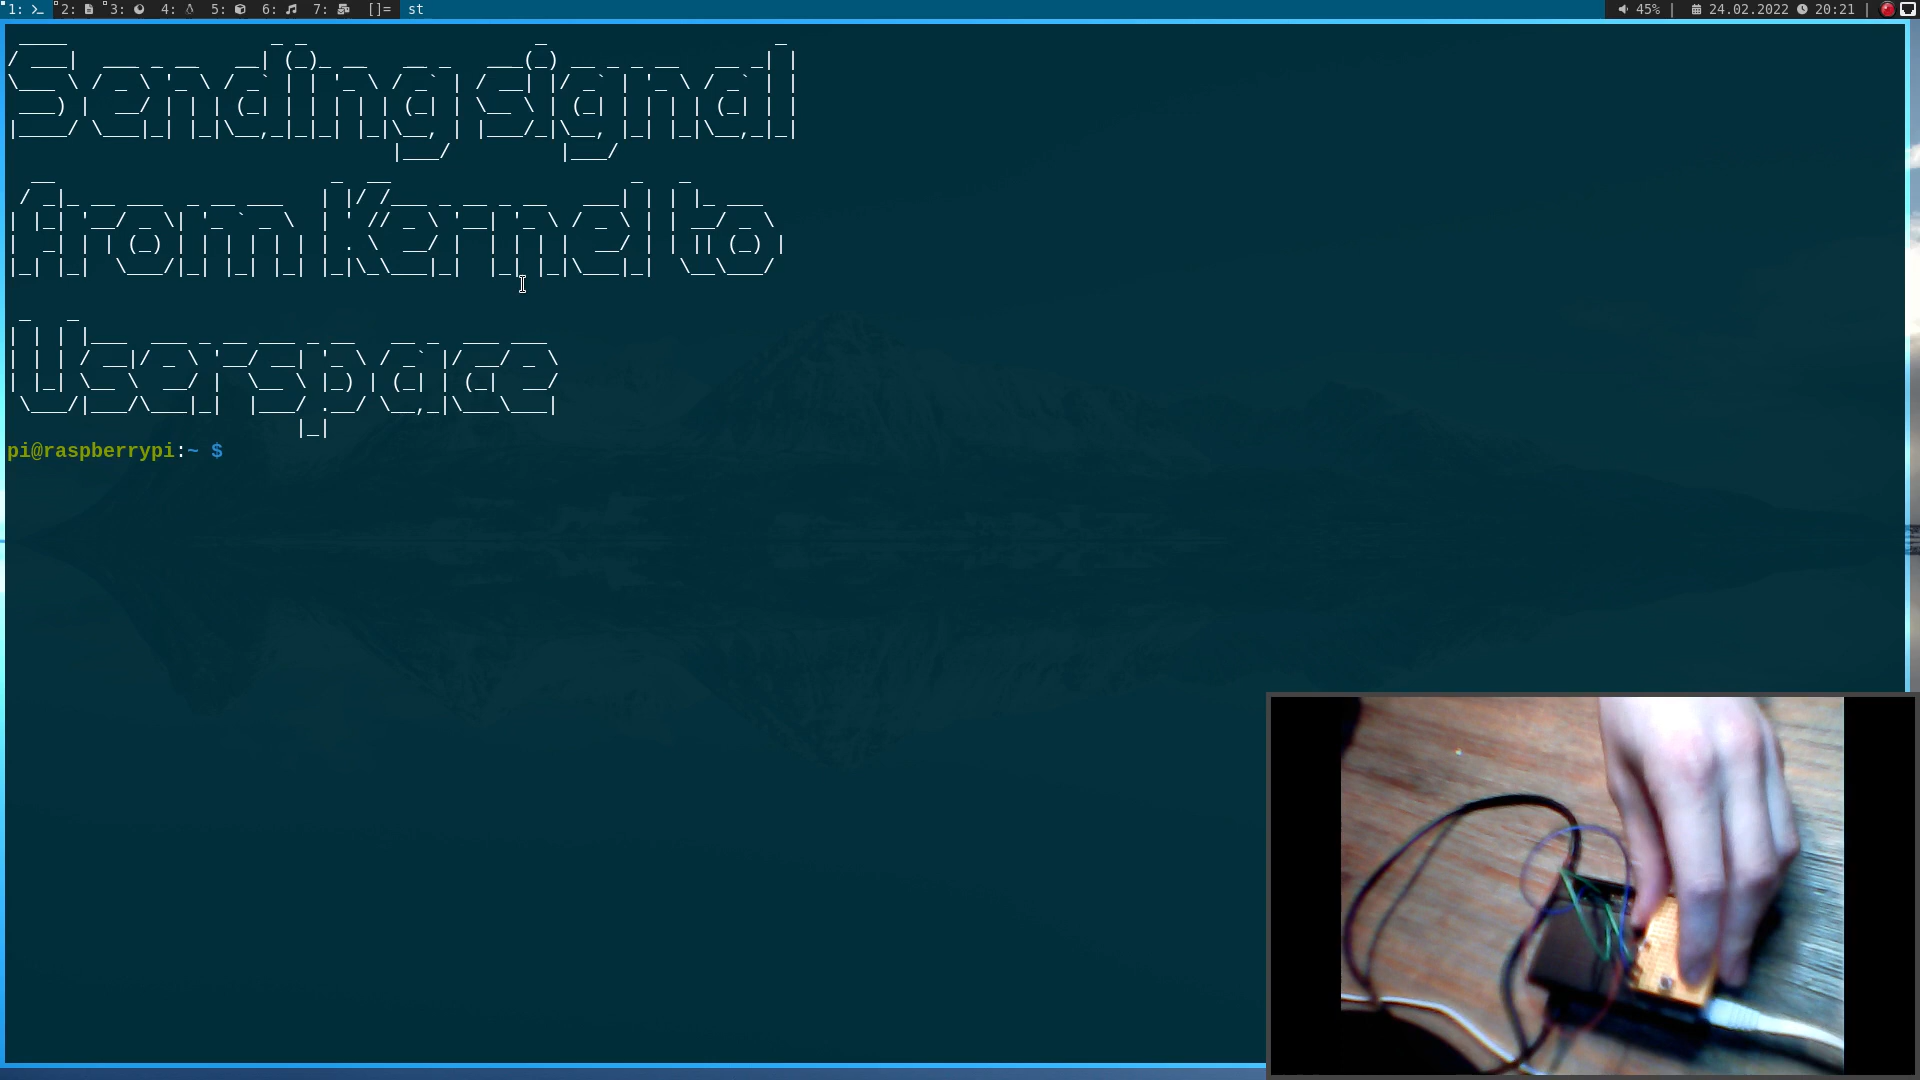 1: 2: 3: 4: 5: 6: 7: []= st 45% | 24.02.2022 20:21 |
Sending signal
from Kernel to
Userspace
pi@raspberrypi:~ $